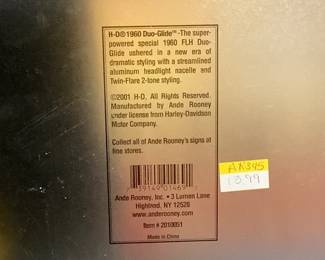 H-D®1960 Duo-Glide™-The super-
powered special 1960 FLH Duo-
Glide ushered in a new era of
dramatic styling with a streamlined
aluminum headlight nacelle and
Twin-Flare 2-tone styling.
©2001 H-D. All Rights Reserved.
Manufactured by Ande Rooney
under license from Harley-Davidson
Motor Company.
Collect all of Ande Rooney's signs at
fine stores.
39149 01469
Ande Rooney, Inc. • 3 Lumen Lane
Highland, NY 12528
www.anderooney.com
Item # 2010051
Made in China
13.99